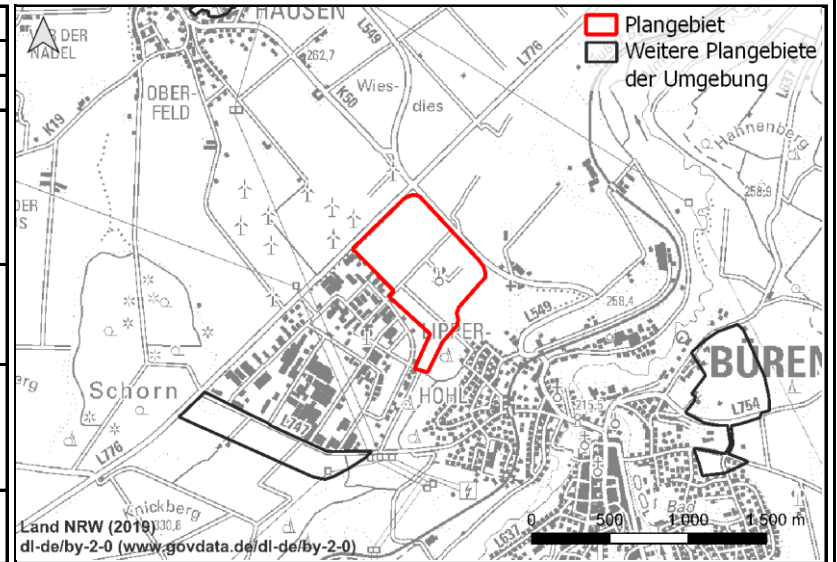 HAUSEN
DER
NADEL
L549
L776
262,7
Plangebiet
Weitere Plangebiete
der Umgebung
L637
K50
Wies-
dies
OBER-
FELD
K19
Hahnenberg
258,9
DER
L549
258,4
LIPPER-
HOHL
BÜREN
Schorn
L754
215,5
L747
L776
Knickberg
330,6
Bad
L637
Land NRW (2019)
dl-de/by-2-0 (www.govdata.de/dl-de/by-2-0)
0 500 1 000 1 500 m